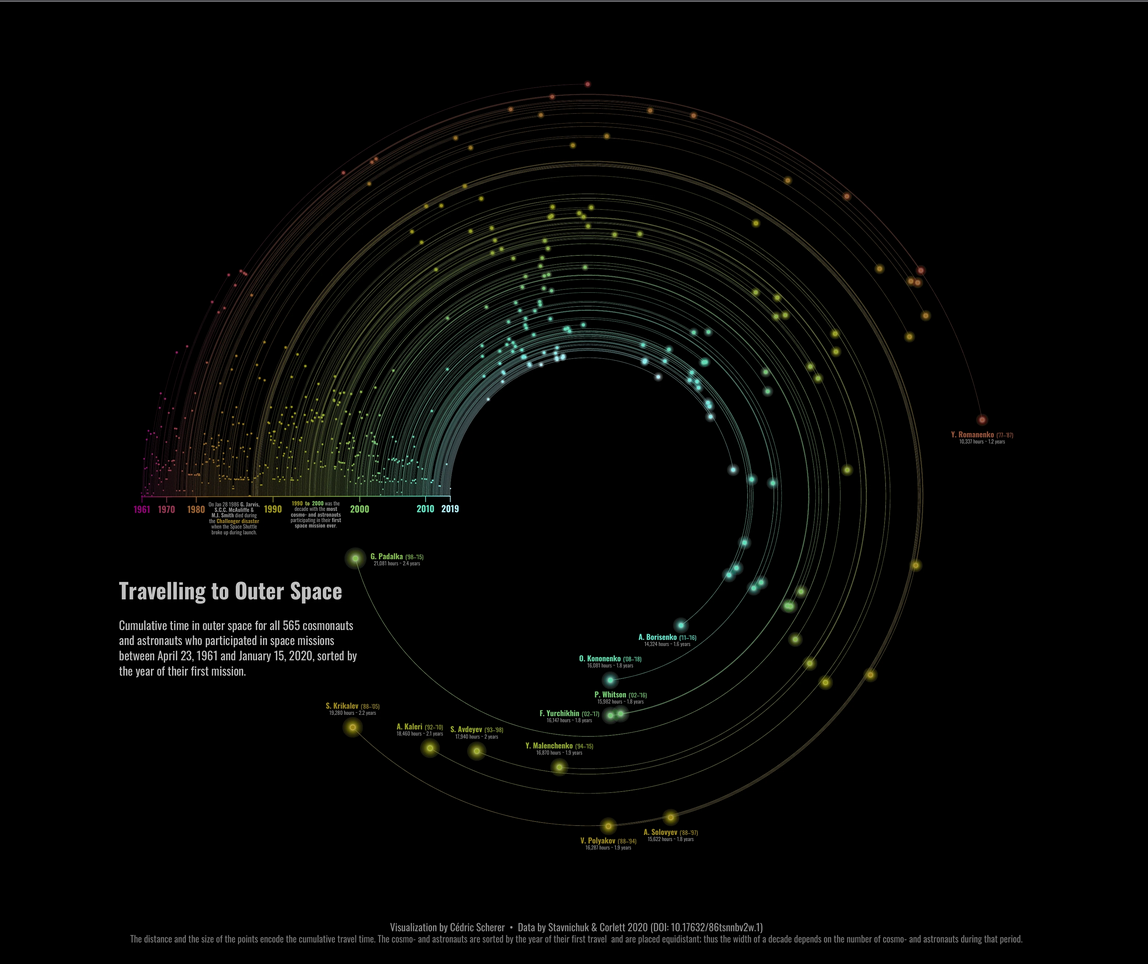 Y. Romanenko ('77-'87)
10,337 hours ~ 1.2 years
1961
1970
1980
1990
2000
2010
2019
On Jan 28 1986 G. Jarvis,
S.C.C. McAuliffe &
M.J. Smith died during
the Challenger disaster
when the Space Shuttle
broke up during launch.
1990 to 2000 was the
decade with the most
cosmo- and astronauts
participating in their first
space mission ever.
G. Padalka ('98-'15)
21,081 hours ~ 2.4 years
Travelling to Outer Space
Cumulative time in outer space for all 565 cosmonauts
and astronauts who participated in space missions
between April 23, 1961 and January 15, 2020, sorted by
the year of their first mission.
A. Borisenko ('11-'18)
14,224 hours ~ 1.6 years
O. Kononenko ('08-'18)
16,061 hours ~ 1.8 years
P. Whitson ('02-'16)
15,982 hours ~ 1.8 years
F. Yurchikhin ('02-'17)
16,147 hours ~ 1.8 years
S. Krikalev ('88-'05)
19,280 hours ~ 2.2 years
A. Kaleri ('92-'10)
18,460 hours ~ 2.1 years
S. Avdeyev ('93-'98)
17,940 hours ~ 2 years
Y. Malenchenko ('94-'15)
16,870 hours ~ 1.9 years
A. Solovyev ('88-'97)
15,622 hours ~ 1.8 years
V. Polyakov ('88-'94)
16,287 hours ~ 1.9 years
Visualization by Cédric Scherer • Data by Stavnichuk & Corlett 2020 (DOI: 10.17632/86tsnnbv2w.1)
The distance and the size of the points encode the cumulative travel time. The cosmo- and astronauts are sorted by the year of their first travel and are placed equidistant; thus the width of a decade depends on the number of cosmo- and astronauts during that period.